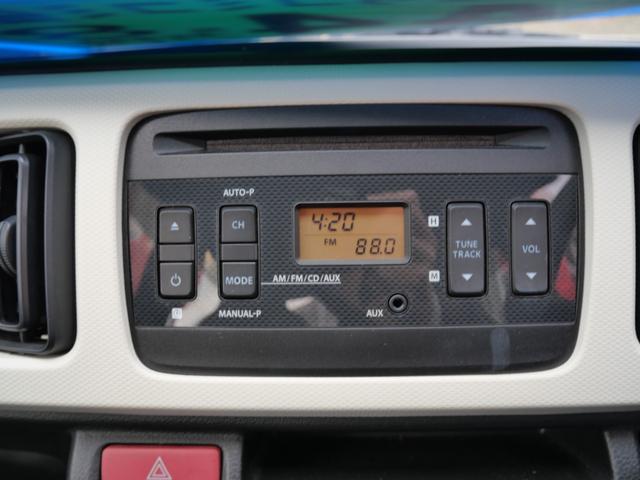 AUTO-P
CH
MODE
AM/FM/CD/AUX
MANUAL-P
4:20
FM 88.0
H
M
TUNE
TRACK
VOL
AUX